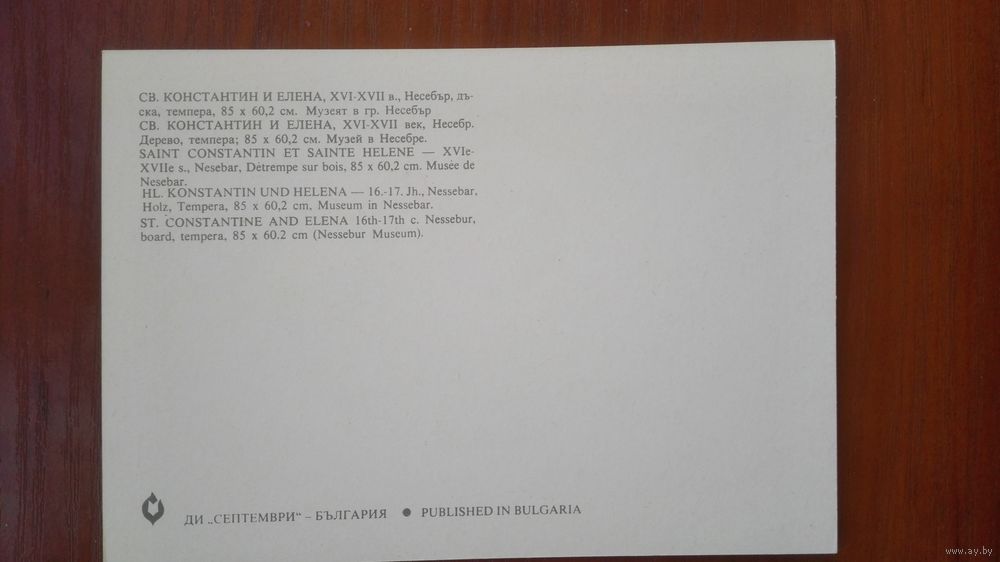 СВ. КОНСТАНТИН И ЕЛЕНА, XVI-XVII в., Несебър, дъ-
ска, темпера, 85 х 60,2 см. Музеят в гр. Несебър
СВ. КОНСТАНТИН И ЕЛЕНА, XVI-XVII век, Несебр.
Дерево, темпера; 85 х 60,2 см. Музей в Несебре.
SAINT CONSTANTIN ET SAINTE HELENE — XVIe-
XVIIe s., Nesebar, Détrempe sur bois, 85 x 60,2 cm. Musée de
Nesebar.
HL. KONSTANTIN UND HELENA — 16.-17. Jh., Nessebar,
Holz, Tempera, 85 x 60,2 cm, Museum in Nessebar.
ST. CONSTANTINE AND ELENA 16th-17th c. Nessebur,
board, tempera, 85 x 60.2 cm (Nessebur Museum).
ДИ „СЕПТЕМВРИ“ – БЪЛГАРИЯ ● PUBLISHED IN BULGARIA
www.ay.by